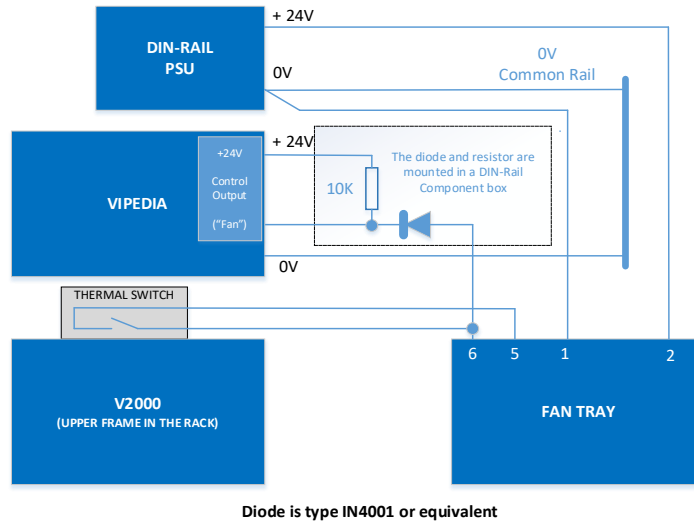 + 24V
DIN-RAIL
PSU
0V
0V
Common Rail
+ 24V
+24V
Control
Output
(“Fan”)
VIPEDIA
The diode and resistor are
mounted in a DIN-Rail
Component box
10K
0V
THERMAL SWITCH
6 5 1 2
V2000
(UPPER FRAME IN THE RACK)
FAN TRAY
Diode is type IN4001 or equivalent